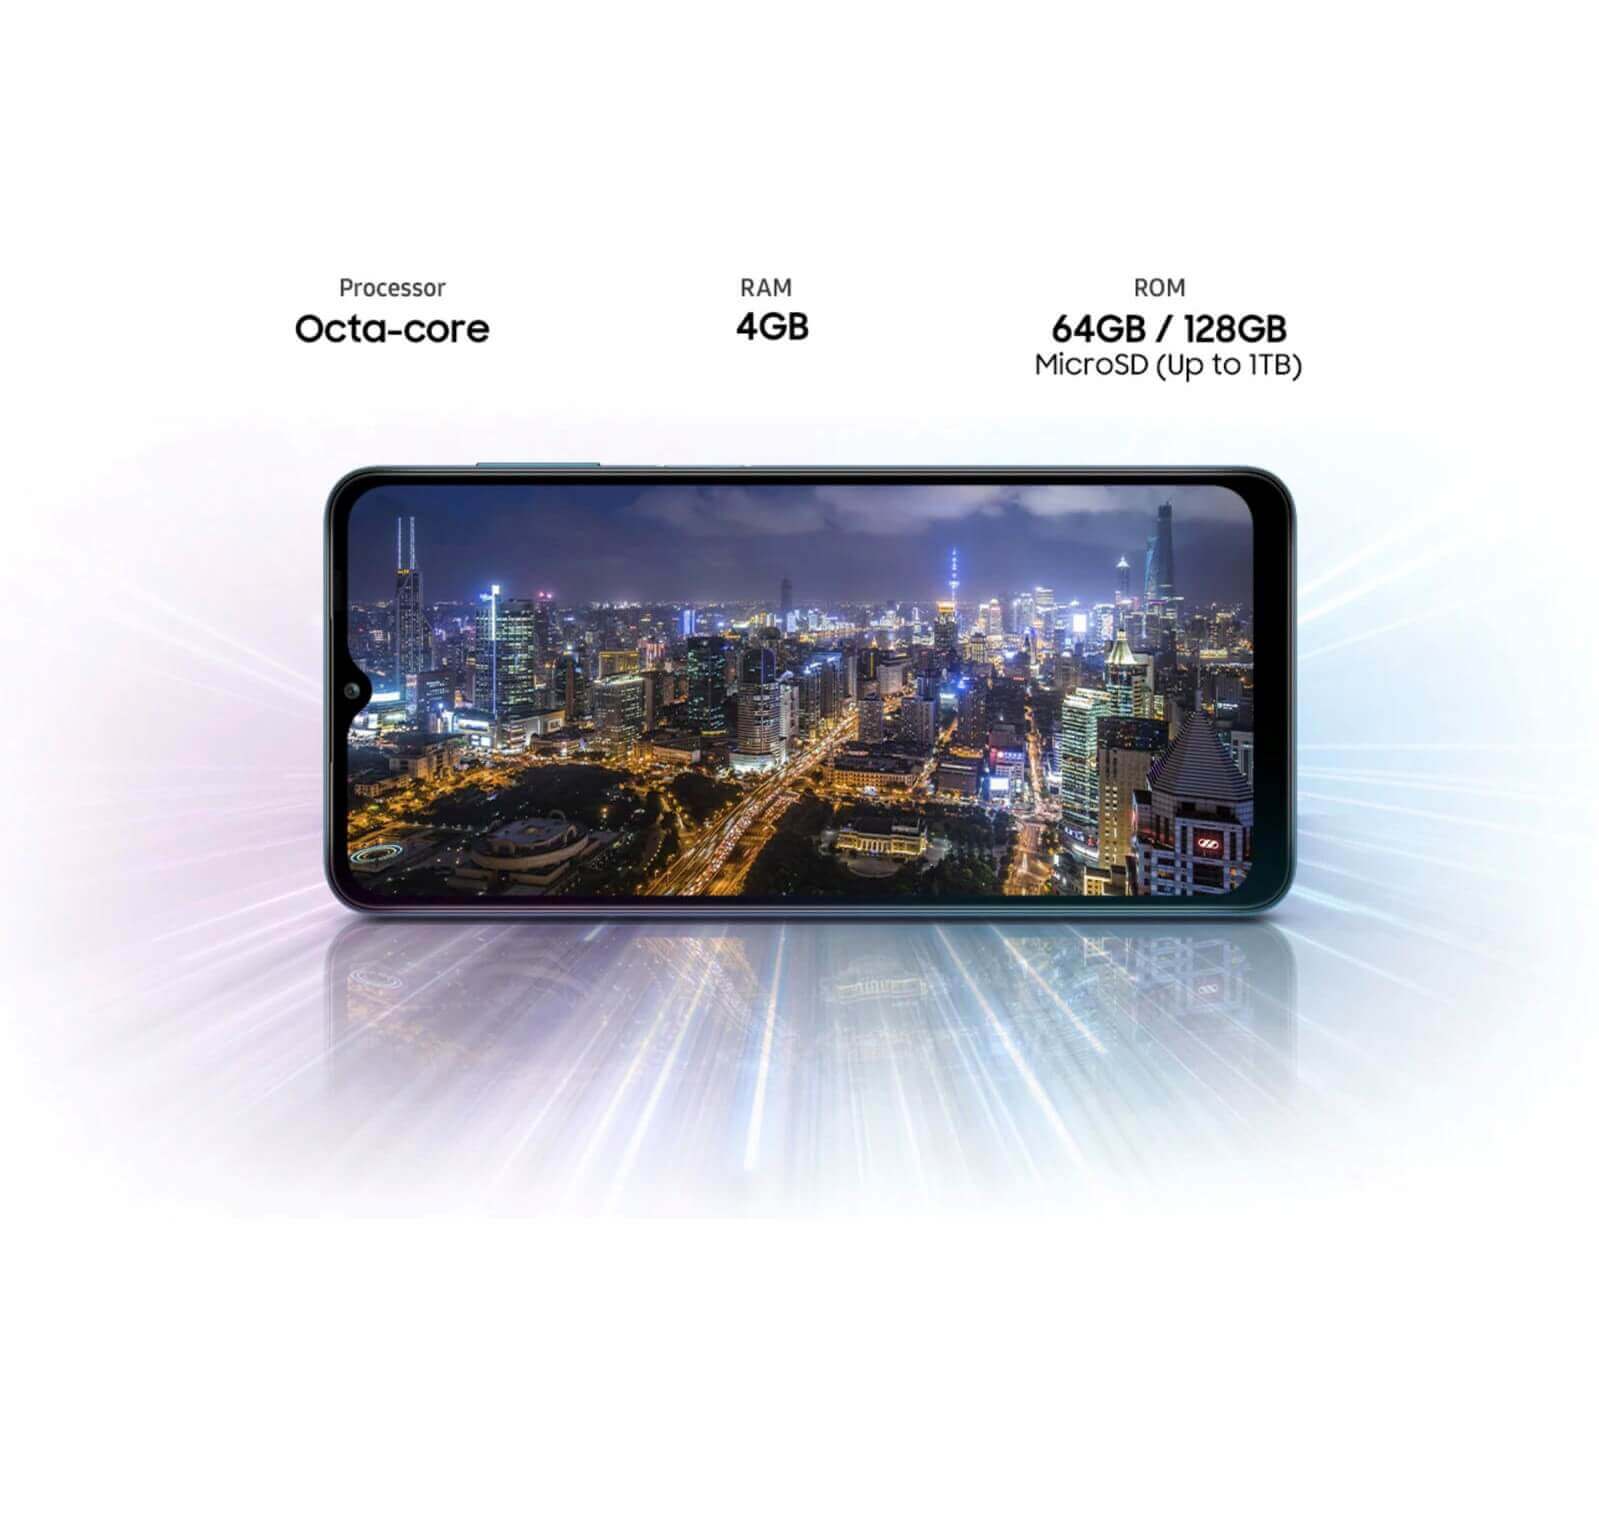 Processor
Octa-core
RAM
4GB
ROM
64GB / 128GB
MicroSD (Up to 1TB)